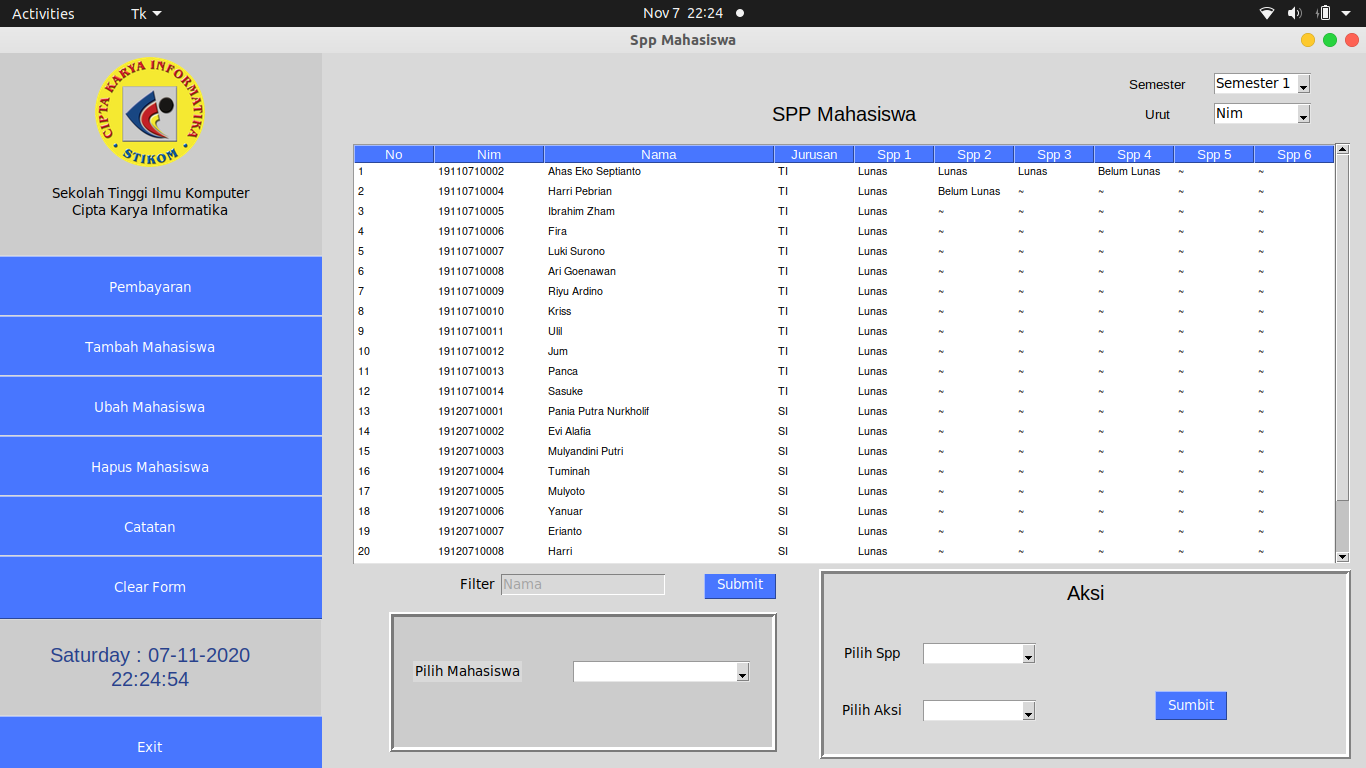 Activities Tk Nov 7 22:24
Spp Mahasiswa
CIPTA KARYA INFORMATIKA
STIKOM
Sekolah Tinggi Ilmu Komputer
Cipta Karya Informatika
Pembayaran
Tambah Mahasiswa
Ubah Mahasiswa
Hapus Mahasiswa
Catatan
Clear Form
Saturday : 07-11-2020
22:24:54
Exit
SPP Mahasiswa
Semester Semester 1
Urut Nim
No Nim Nama Jurusan Spp 1 Spp 2 Spp 3 Spp 4 Spp 5 Spp 6
1 19110710002 Ahas Eko Septianto TI Lunas Lunas Lunas Belum Lunas ~ ~
2 19110710004 Harri Pebrian TI Lunas Belum Lunas ~ ~ ~ ~
3 19110710005 Ibrahim Zham TI Lunas ~ ~ ~ ~ ~
4 19110710006 Fira TI Lunas ~ ~ ~ ~ ~
5 19110710007 Luki Surono TI Lunas ~ ~ ~ ~ ~
6 19110710008 Ari Goenawan TI Lunas ~ ~ ~ ~ ~
7 19110710009 Riyu Ardino TI Lunas ~ ~ ~ ~ ~
8 19110710010 Kriss TI Lunas ~ ~ ~ ~ ~
9 19110710011 Ulil TI Lunas ~ ~ ~ ~ ~
10 19110710012 Jum TI Lunas ~ ~ ~ ~ ~
11 19110710013 Panca TI Lunas ~ ~ ~ ~ ~
12 19110710014 Sasuke TI Lunas ~ ~ ~ ~ ~
13 19120710001 Pania Putra Nurkholif SI Lunas ~ ~ ~ ~ ~
14 19120710002 Evi Alafia SI Lunas ~ ~ ~ ~ ~
15 19120710003 Mulyandini Putri SI Lunas ~ ~ ~ ~ ~
16 19120710004 Tuminah SI Lunas ~ ~ ~ ~ ~
17 19120710005 Mulyoto SI Lunas ~ ~ ~ ~ ~
18 19120710006 Yanuar SI Lunas ~ ~ ~ ~ ~
19 19120710007 Erianto SI Lunas ~ ~ ~ ~ ~
20 19120710008 Harri SI Lunas ~ ~ ~ ~ ~
Filter Nama Submit
Pilih Mahasiswa
Aksi
Pilih Spp
Pilih Aksi Sumbit